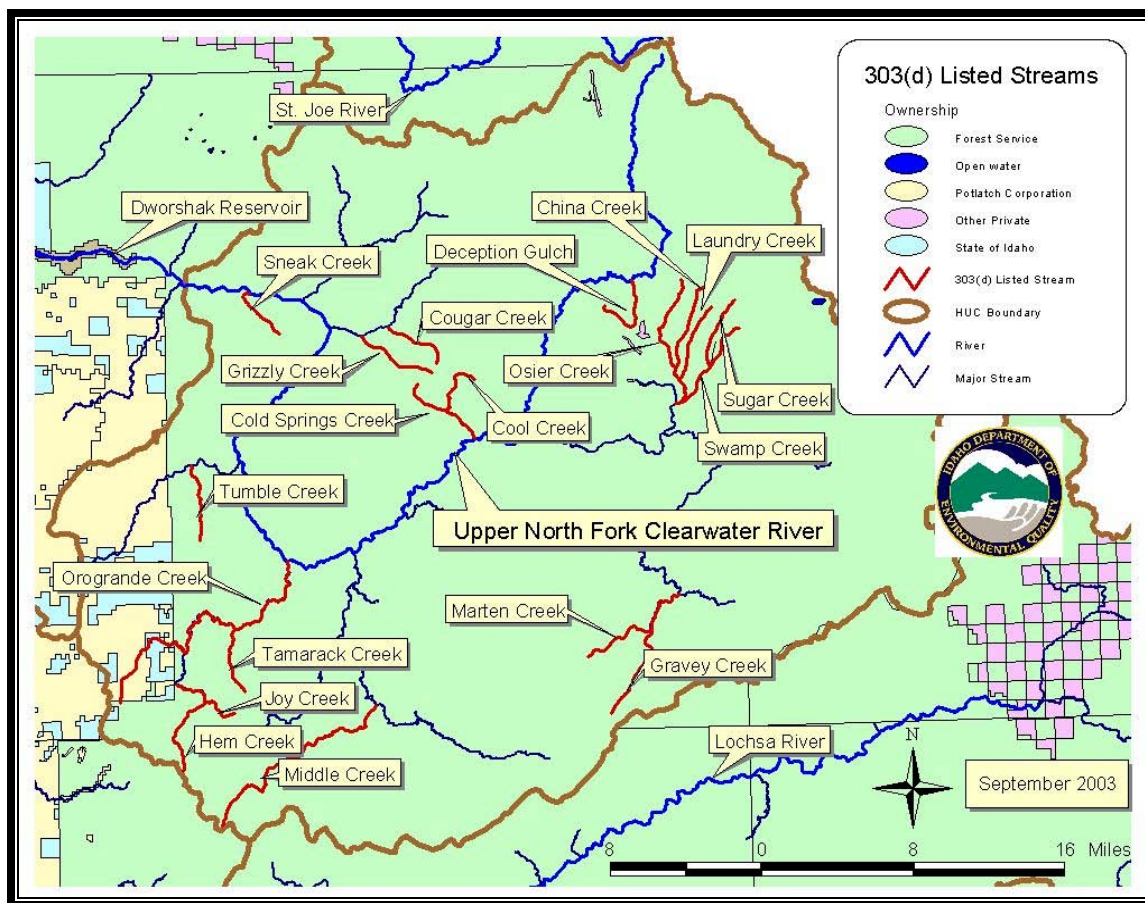 303(d) Listed Streams
Ownership
Forest Service
Open water
Potlatch Corporation
Other Private
State of Idaho
303(d) Listed Stream
HUC Boundary
River
Major Stream
St. Joe River
Dworshak Reservoir
China Creek
Laundry Creek
Deception Gulch
Sneak Creek
Cougar Creek
Grizzly Creek
Osier Creek
Sugar Creek
Cold Springs Creek
Cool Creek
Swamp Creek
Tumble Creek
Upper North Fork Clearwater River
IDAHO DEPARTMENT OF
ENVIRONMENTAL QUALITY
Orogrande Creek
Marten Creek
Tamarack Creek
Gravey Creek
Joy Creek
Hem Creek
Lochsa River
Middle Creek
N
September 2003
8 0 8 16 Miles